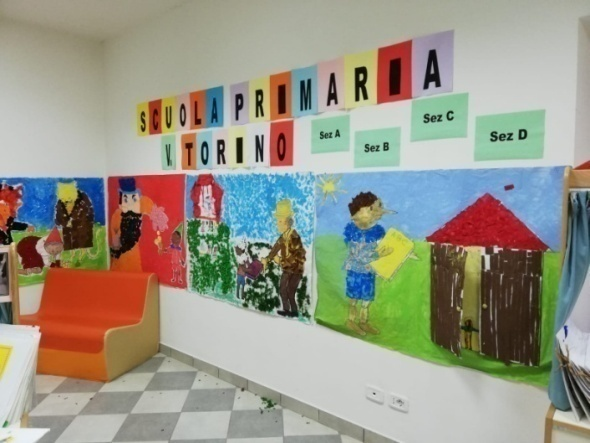 SCUOLA PRIMARIA
V. TORINO
Sez A
Sez B
Sez C
Sez D